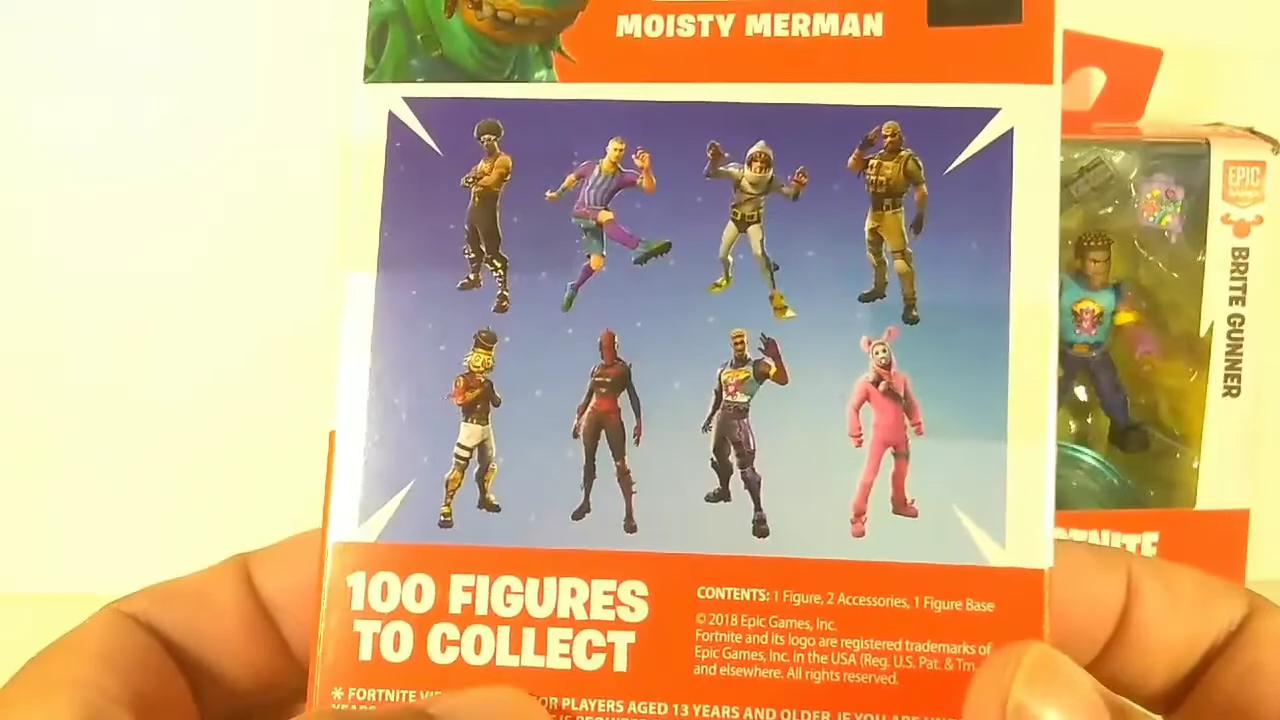 MOISTY MERMAN
EPIC
GAMES
BRITE GUNNER
100 FIGURES
TO COLLECT
CONTENTS: 1 Figure, 2 Accessories, 1 Figure Base
© 2018 Epic Games, Inc.
Fortnite and its logo are registered trademarks of
Epic Games, Inc. in the USA (Reg. U.S. Pat. & Tm.
and elsewhere. All rights reserved.
* FORTNITE
FOR PLAYERS AGED 13 YEARS AND OLDER. IF YOU ARE